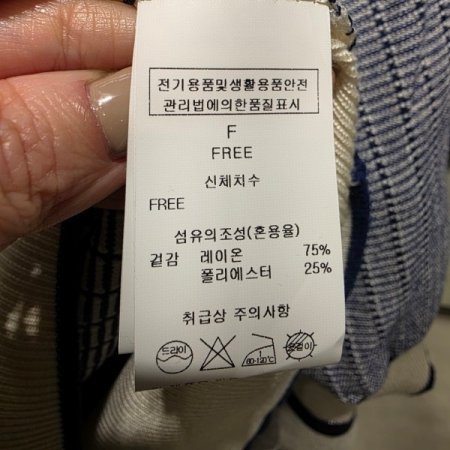 전기용품및생활용품안전
관리법에의한품질표시
F
FREE
신체치수
FREE
섬유의조성(혼용율)
겉감 레이온 75%
폴리에스터 25%
취급상 주의사항
드라이
60-120℃